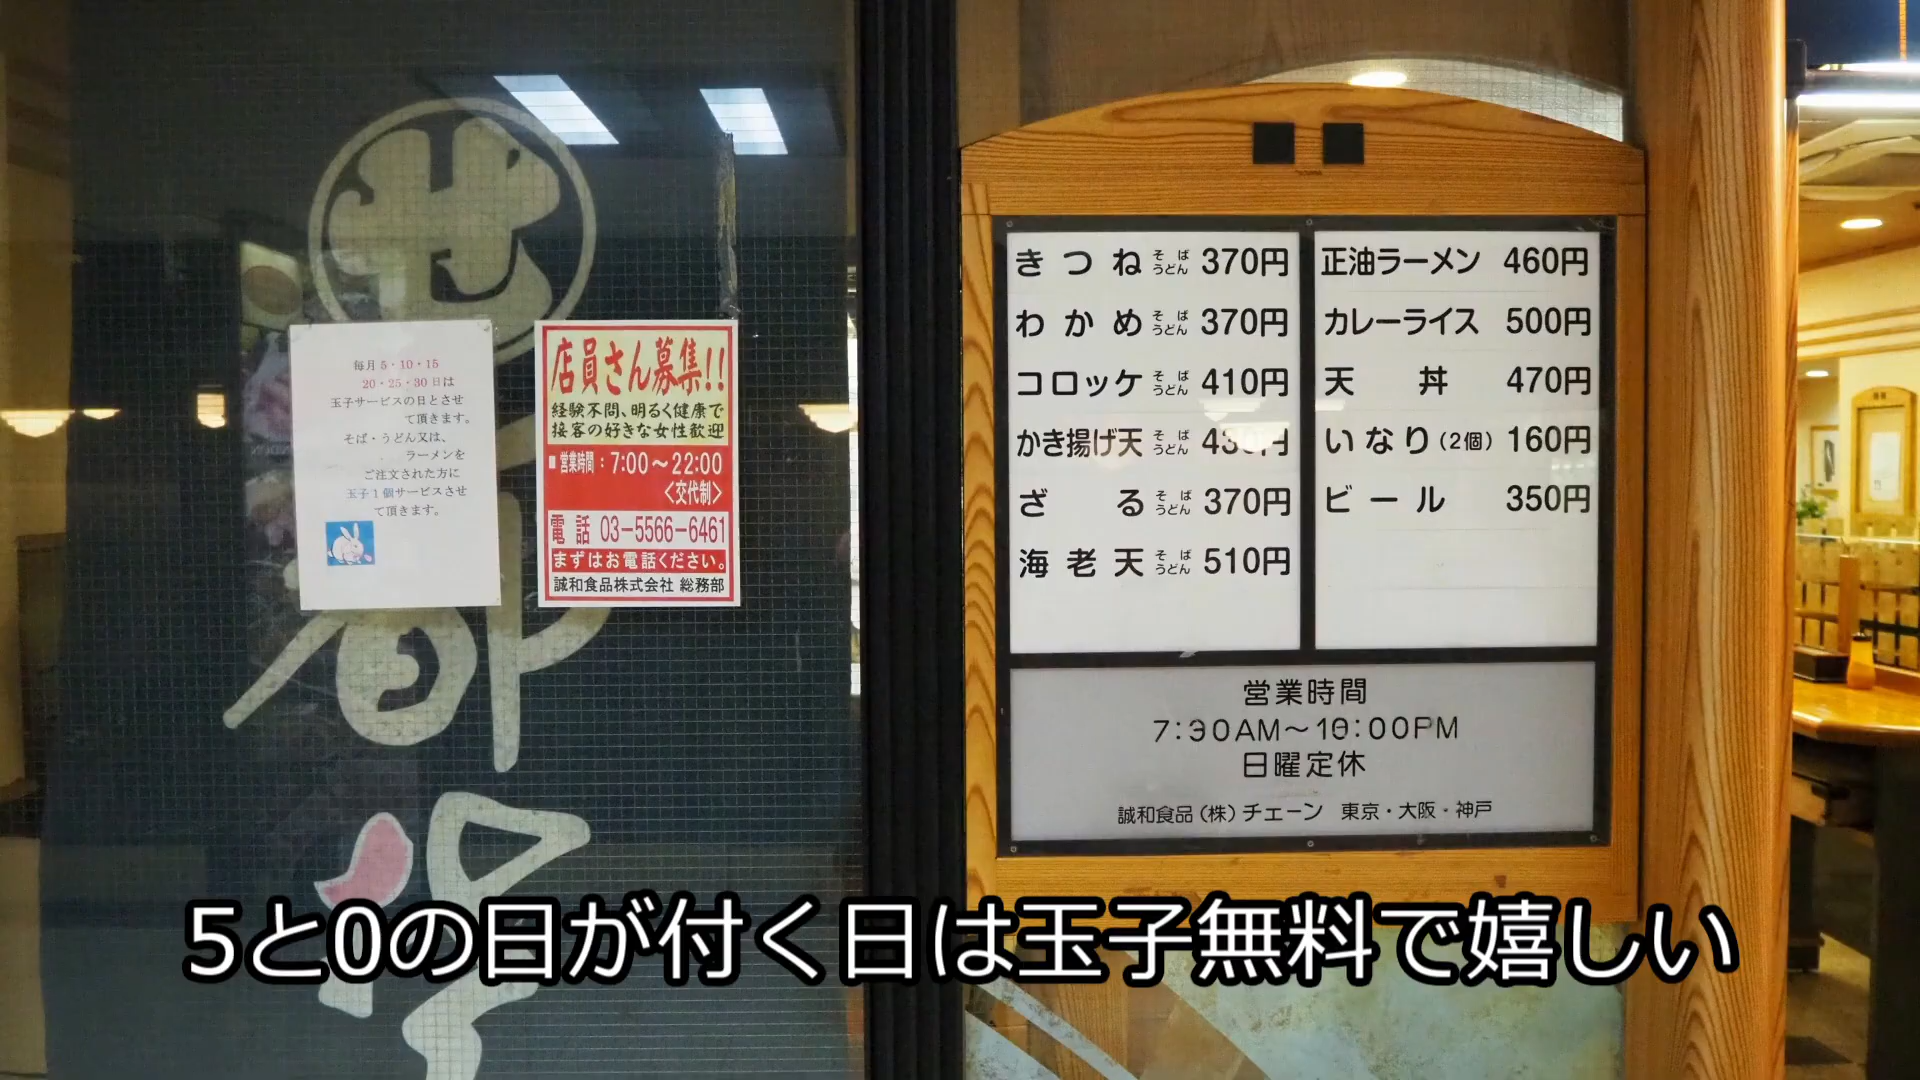 毎月5・10・15
20・25・30日は
玉子サービスの日とさせ
て頂きます。
そば・うどん又は、
ラーメンを
ご注文された方に
玉子1個サービスさせ
て頂きます。
店員さん募集!!
経験不問、明るく健康で
接客の好きな女性歓迎
■営業時間：7:00～22:00
＜交代制＞
電話 03-5566-6461
まずはお電話ください。
誠和食品株式会社 総務部
きつね そば うどん 370円
わかめ そば うどん 370円
コロッケ そば うどん 410円
かき揚げ天 そば うどん
ざる そば うどん 370円
海老天 そば うどん 510円
正油ラーメン 460円
カレーライス 500円
天丼 470円
いなり(2個) 160円
ビール 350円
営業時間
7:30AM～10:00PM
日曜定休
誠和食品(株)チェーン 東京・大阪・神戸
5と0の日が付く日は玉子無料で嬉しい